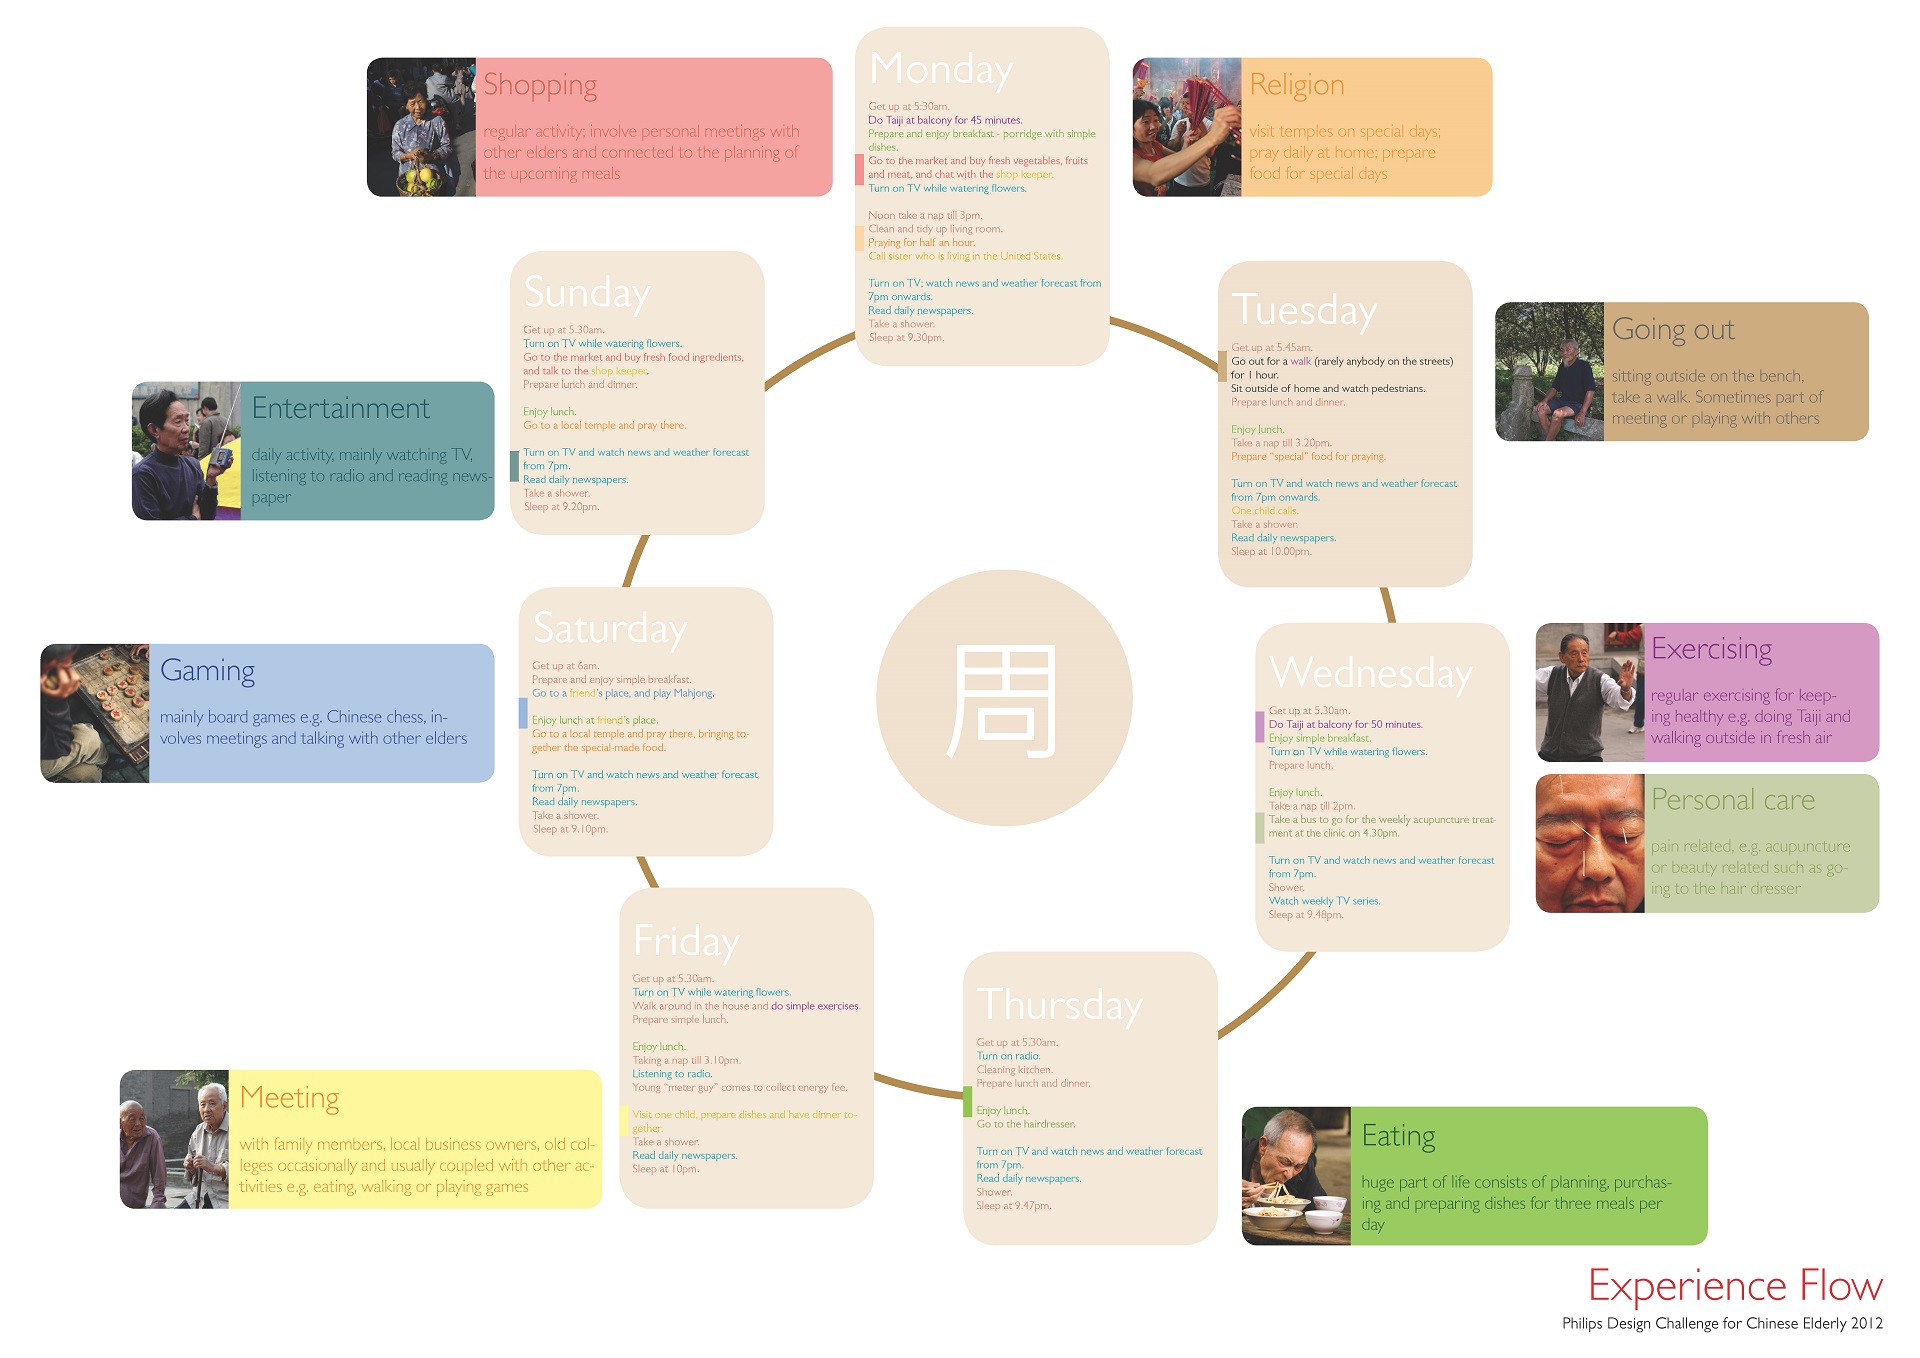 Shopping
regular activity; involve personal meetings with
other elders and connected to the planning of
the upcoming meals
Monday
Get up at 5:30am.
Do Taiji at balcony for 45 minutes.
Prepare and enjoy breakfast - porridge with simple
dishes.
Go to the market and buy fresh vegetables, fruits
and meat, and chat with the shop keeper.
Turn on TV while watering flowers.
Noon take a nap till 3pm.
Clean and tidy up living room.
Praying for half an hour.
Call sister who is living in the United States.
Turn on TV; watch news and weather forecast from
7pm onwards.
Read daily newspapers.
Take a shower.
Sleep at 9.30pm.
Religion
visit temples on special days;
pray daily at home; prepare
food for special days
Sunday
Get up at 5.30am.
Turn on TV while watering flowers.
Go to the market and buy fresh food ingredients,
and talk to the shop keeper.
Prepare lunch and dinner.
Enjoy lunch.
Go to a local temple and pray there.
Turn on TV and watch news and weather forecast
from 7pm.
Read daily newspapers.
Take a shower.
Sleep at 9.20pm.
Tuesday
Get up at 5.45am.
Go out for a walk (rarely anybody on the streets)
for 1 hour.
Sit outside of home and watch pedestrians.
Prepare lunch and dinner.
Enjoy lunch.
Take a nap till 3.20pm.
Prepare "special" food for praying.
Turn on TV and watch news and weather forecast
from 7pm onwards.
One child calls.
Take a shower.
Read daily newspapers.
Sleep at 10.00pm.
Going out
sitting outside on the bench,
take a walk. Sometimes part of
meeting or playing with others
Entertainment
daily activity, mainly watching TV,
listening to radio and reading news-
paper
Saturday
Get up at 6am.
Prepare and enjoy simple breakfast.
Go to a friend's place, and play Mahjong.
Enjoy lunch at friend's place.
Go to a local temple and pray there, bringing to-
gether the special-made food.
Turn on TV and watch news and weather forecast
from 7pm.
Read daily newspapers.
Take a shower.
Sleep at 9.10pm.
周
Wednesday
Get up at 5.30am.
Do Taiji at balcony for 50 minutes.
Enjoy simple breakfast.
Turn on TV while watering flowers.
Prepare lunch.
Enjoy lunch.
Take a nap till 2pm.
Take a bus to go for the weekly acupuncture treat-
ment at the clinic on 4.30pm.
Turn on TV and watch news and weather forecast
from 7pm.
Shower.
Watch weekly TV series.
Sleep at 9.48pm.
Exercising
regular exercising for keep-
ing healthy e.g. doing Taiji and
walking outside in fresh air
Gaming
mainly board games e.g. Chinese chess, in-
volves meetings and talking with other elders
Personal care
pain related, e.g. acupuncture
or beauty related such as go-
ing to the hair dresser
Friday
Get up at 5.30am.
Turn on TV while watering flowers.
Walk around in the house and do simple exercises.
Prepare simple lunch.
Enjoy lunch.
Taking a nap till 3.10pm.
Listening to radio.
Young "meter guy" comes to collect energy fee.
Visit one child, prepare dishes and have dinner to-
gether.
Take a shower.
Read daily newspapers.
Sleep at 10pm.
Thursday
Get up at 5.30am.
Turn on radio.
Cleaning kitchen.
Prepare lunch and dinner.
Enjoy lunch.
Go to the hairdresser.
Turn on TV and watch news and weather forecast
from 7pm.
Read daily newspapers.
Shower.
Sleep at 9.47pm.
Meeting
with family members, local business owners, old col-
leges occasionally and usually coupled with other ac-
tivities e.g. eating, walking or playing games
Eating
huge part of life consists of planning, purchas-
ing and preparing dishes for three meals per
day
Experience Flow
Philips Design Challenge for Chinese Elderly 2012